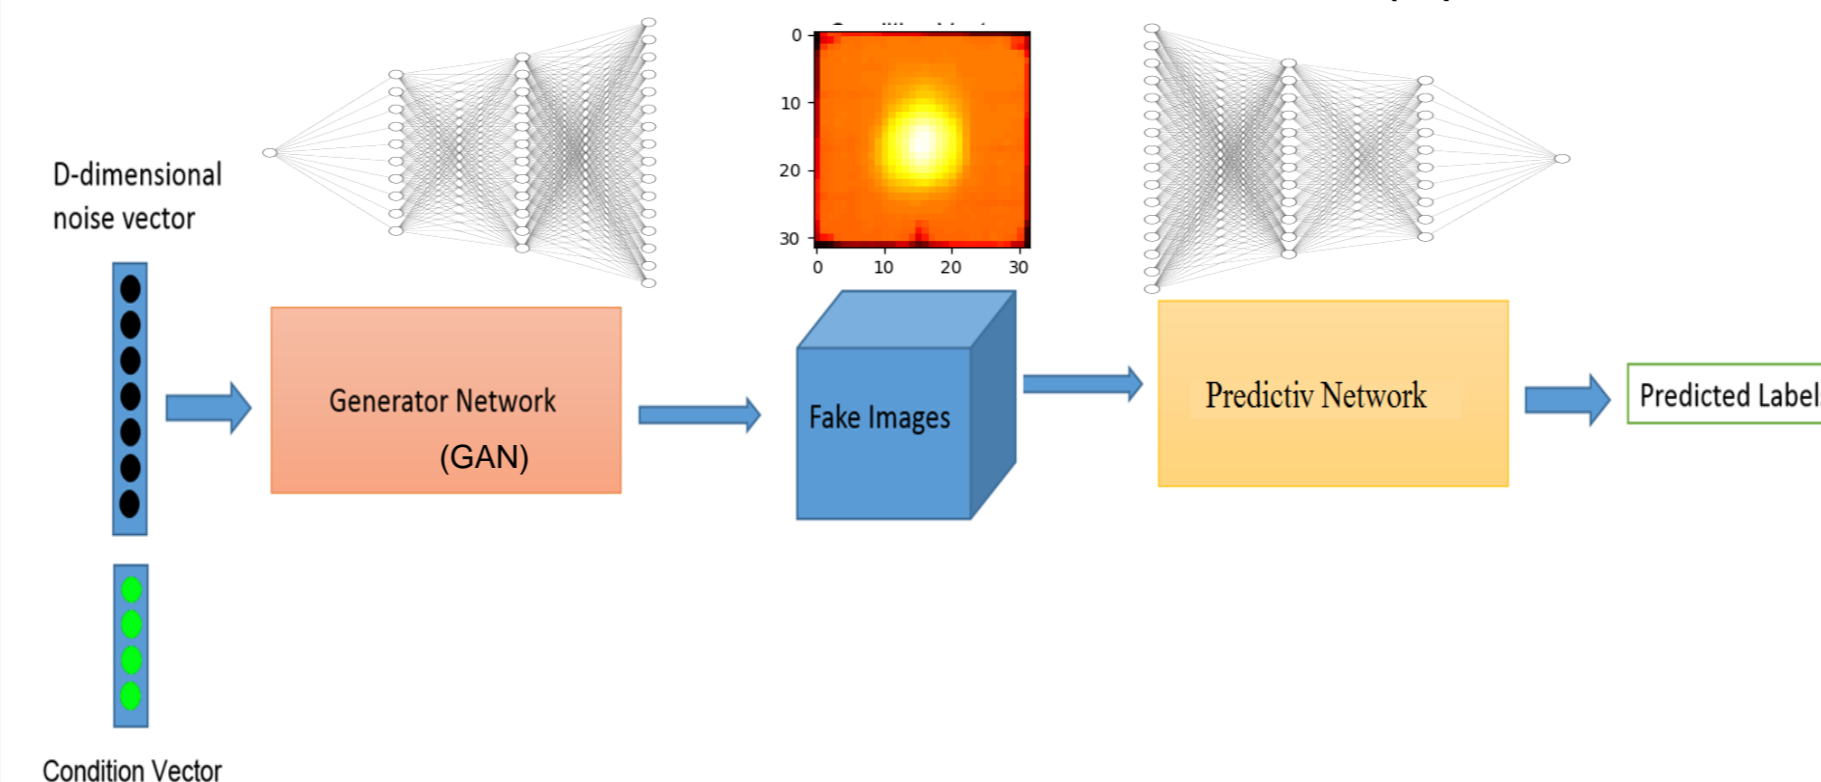 0
10
20
30
0 10 20 30
D-dimensional
noise vector
Generator Network
(GAN)
Fake Images
Predictiv Network
Predicted
Condition Vector